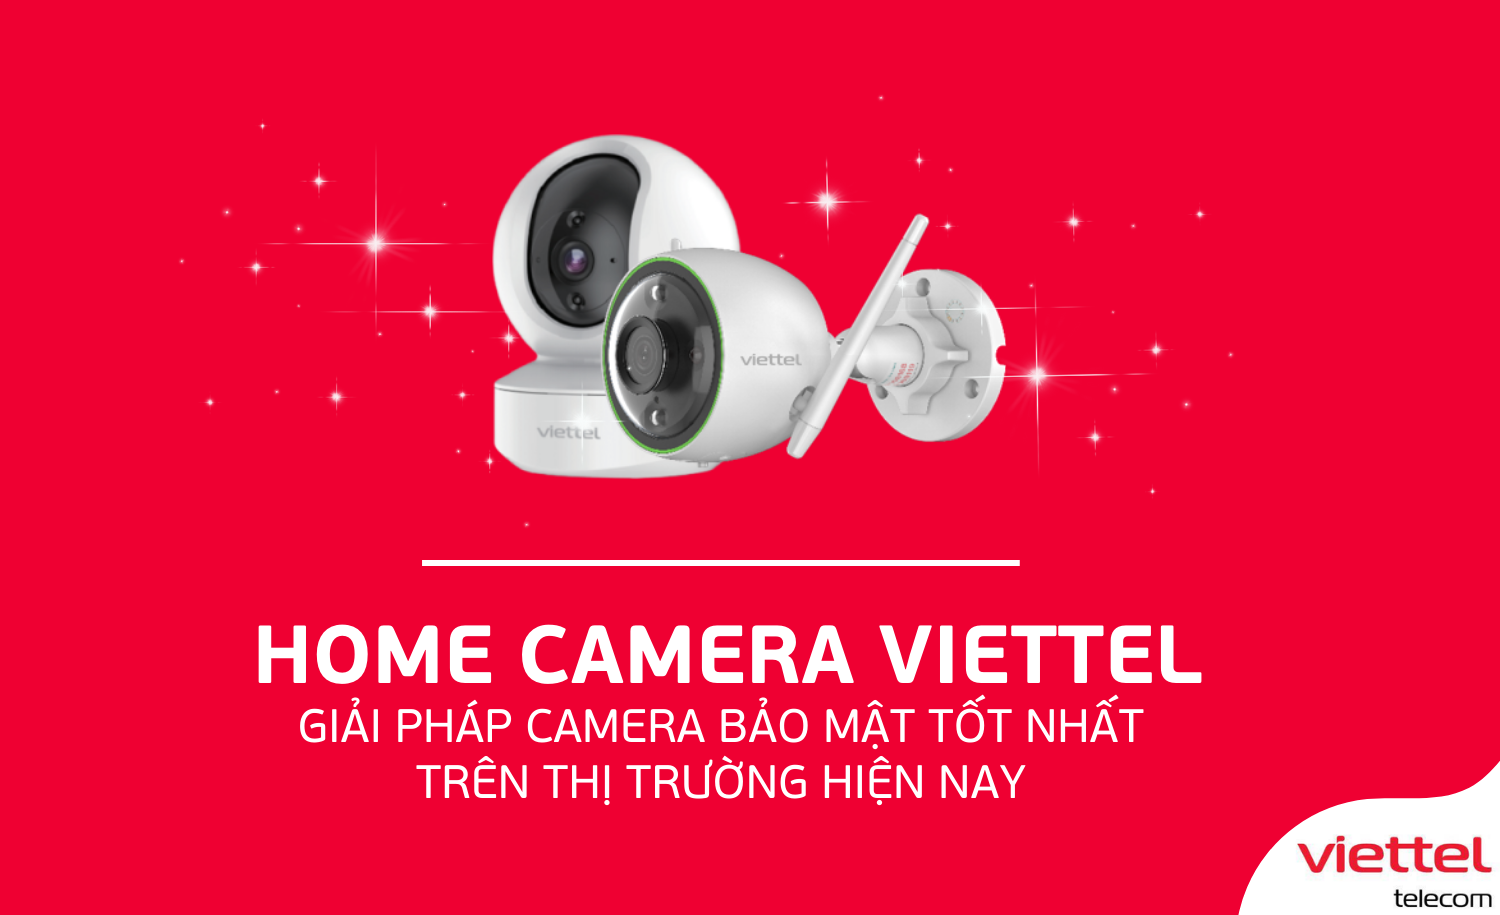 viettel
viettel
HOME CAMERA VIETTEL
GIẢI PHÁP CAMERA BẢO MẬT TỐT NHẤT
TRÊN THỊ TRƯỜNG HIỆN NAY
viettel
telecom